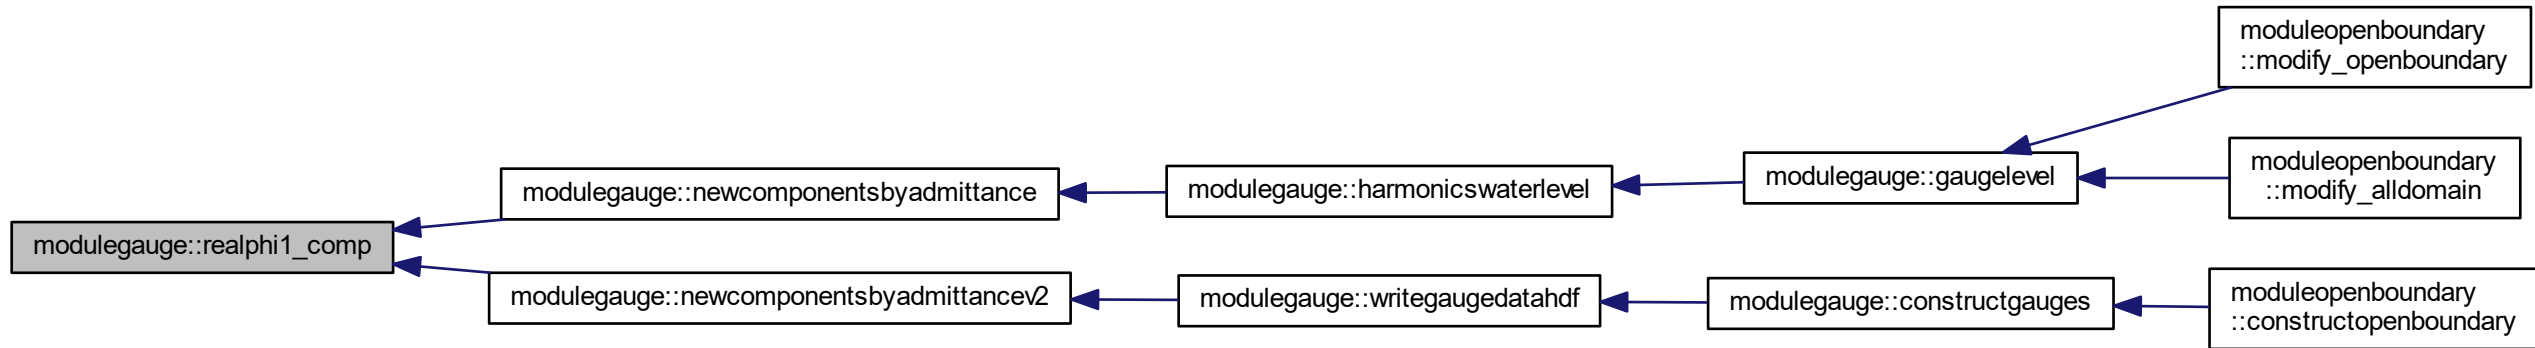 moduleopenboundary
::modify_openboundary
moduleopenboundary
::modify_alldomain
modulegauge::gaugelevel
modulegauge::harmonicswaterlevel
modulegauge::newcomponentsbyadmittance
modulegauge::realphi1_comp
modulegauge::newcomponentsbyadmittancev2
modulegauge::writegaugedatahdf
modulegauge::constructgauges
moduleopenboundary
::constructopenboundary